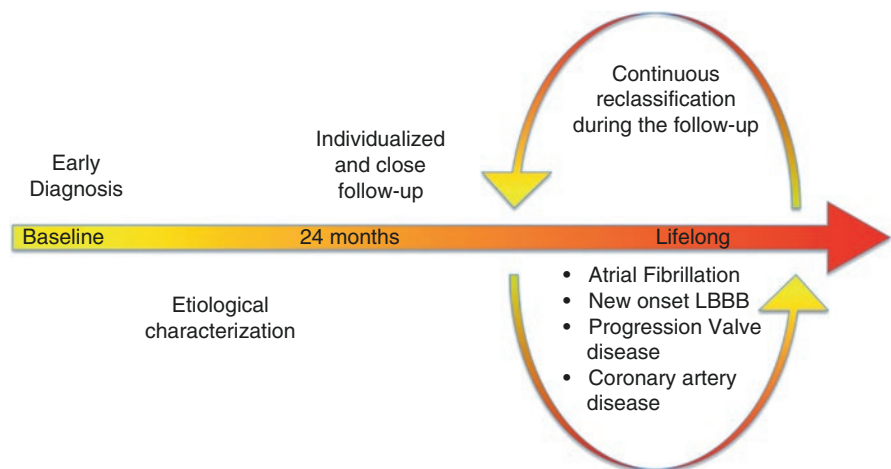 Early
Diagnosis
Individualized
and close
follow-up
Continuous
reclassification
during the follow-up
Baseline
24 months
Lifelong
Etiological
characterization
• Atrial Fibrillation
• New onset LBBB
• Progression Valve
disease
• Coronary artery
disease